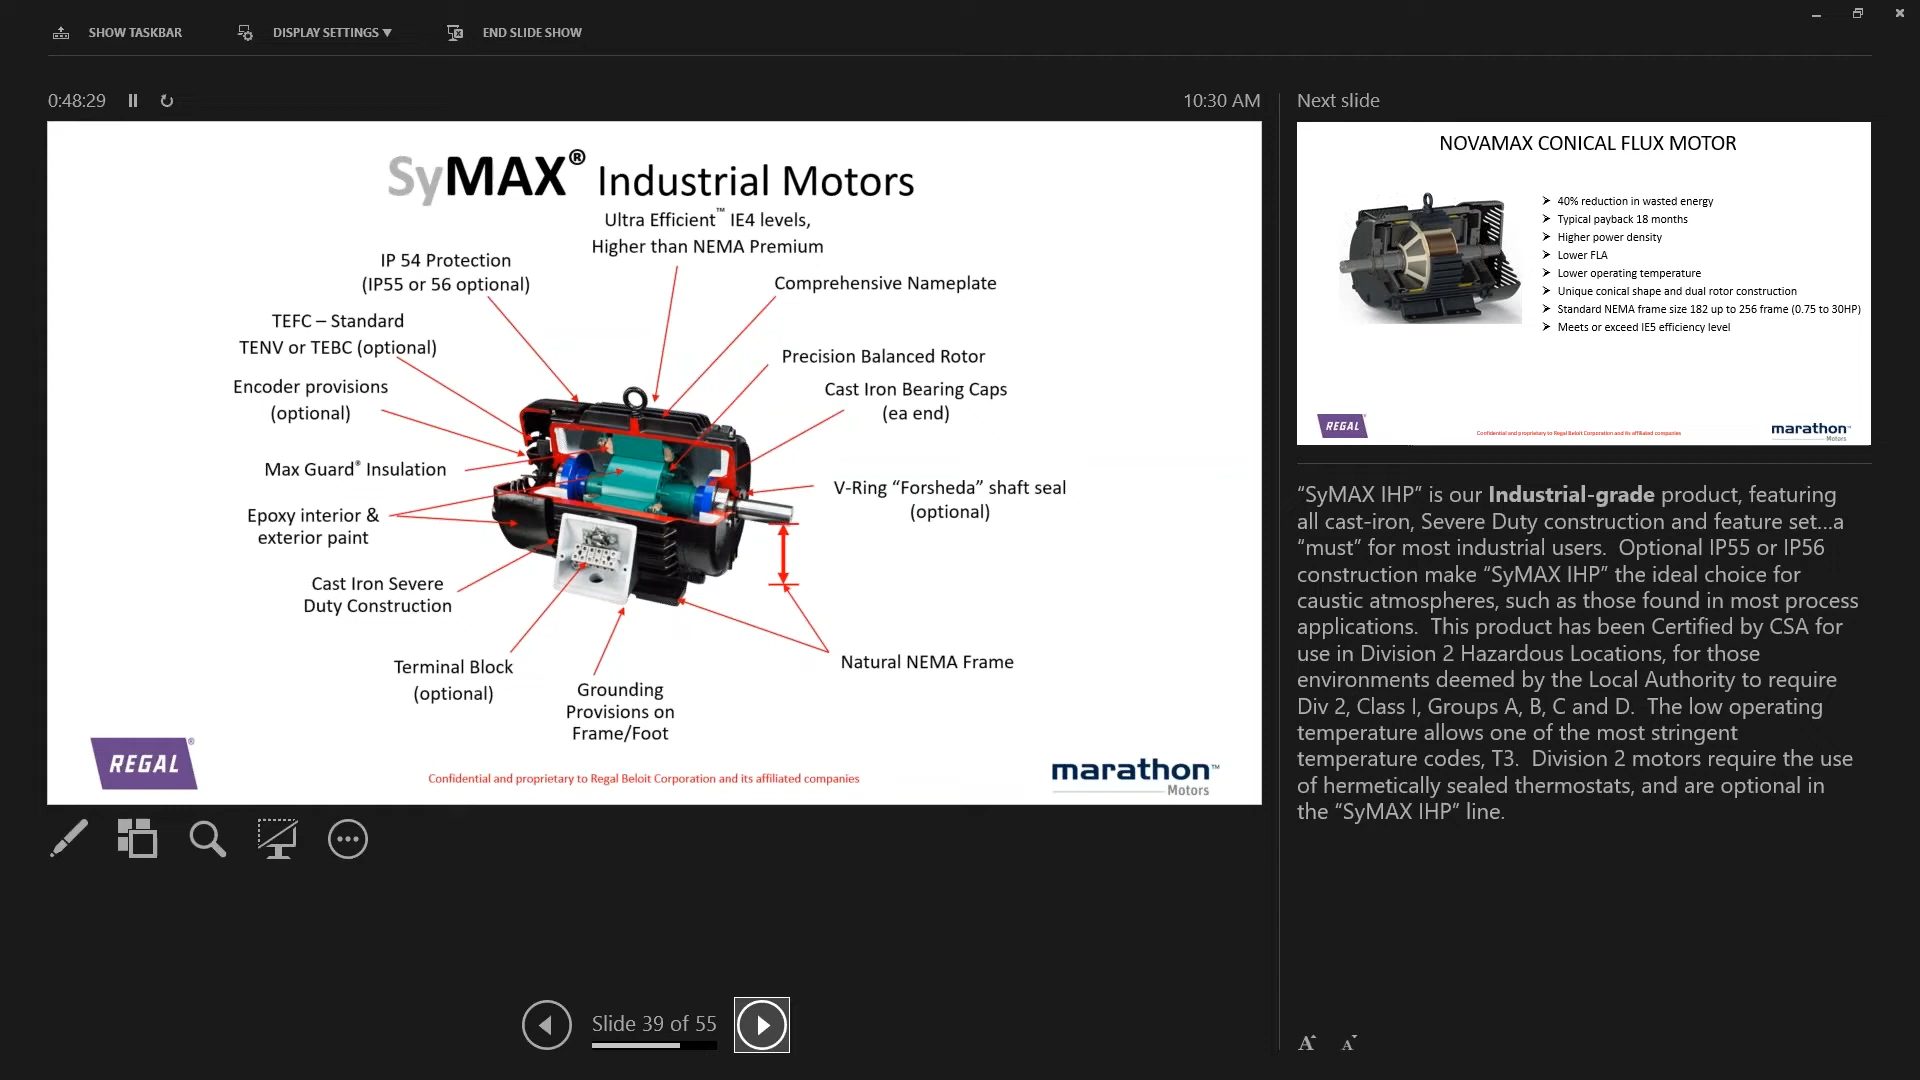 SHOW TASKBAR
DISPLAY SETTINGS ▼
END SLIDE SHOW
0:48:29
10:30 AM
Next slide
SyMAX® Industrial Motors
Ultra Efficient™ IE4 levels,
Higher than NEMA Premium
IP 54 Protection
(IP55 or 56 optional)
Comprehensive Nameplate
TEFC – Standard
TENV or TEBC (optional)
Precision Balanced Rotor
Encoder provisions
(optional)
Cast Iron Bearing Caps
(ea end)
Max Guard® Insulation
V-Ring “Forsheda” shaft seal
(optional)
Epoxy interior &
exterior paint
Cast Iron Severe
Duty Construction
Terminal Block
(optional)
Grounding
Provisions on
Frame/Foot
Natural NEMA Frame
REGAL®
Confidential and proprietary to Regal Beloit Corporation and its affiliated companies
marathon™
Motors
NOVAMAX CONICAL FLUX MOTOR
➢ 40% reduction in wasted energy
➢ Typical payback 18 months
➢ Higher power density
➢ Lower FLA
➢ Lower operating temperature
➢ Unique conical shape and dual rotor construction
➢ Standard NEMA frame size 182 up to 256 frame (0.75 to 30HP)
➢ Meets or exceed IE5 efficiency level
REGAL
Confidential and proprietary to Regal Beloit Corporation and its affiliated companies
marathon™
Motors
“SyMAX IHP” is our Industrial-grade product, featuring
all cast-iron, Severe Duty construction and feature set...a
“must” for most industrial users.  Optional IP55 or IP56
construction make “SyMAX IHP” the ideal choice for
caustic atmospheres, such as those found in most process
applications.  This product has been Certified by CSA for
use in Division 2 Hazardous Locations, for those
environments deemed by the Local Authority to require
Div 2, Class I, Groups A, B, C and D.  The low operating
temperature allows one of the most stringent
temperature codes, T3.  Division 2 motors require the use
of hermetically sealed thermostats, and are optional in
the “SyMAX IHP” line.
Slide 39 of 55
A
A